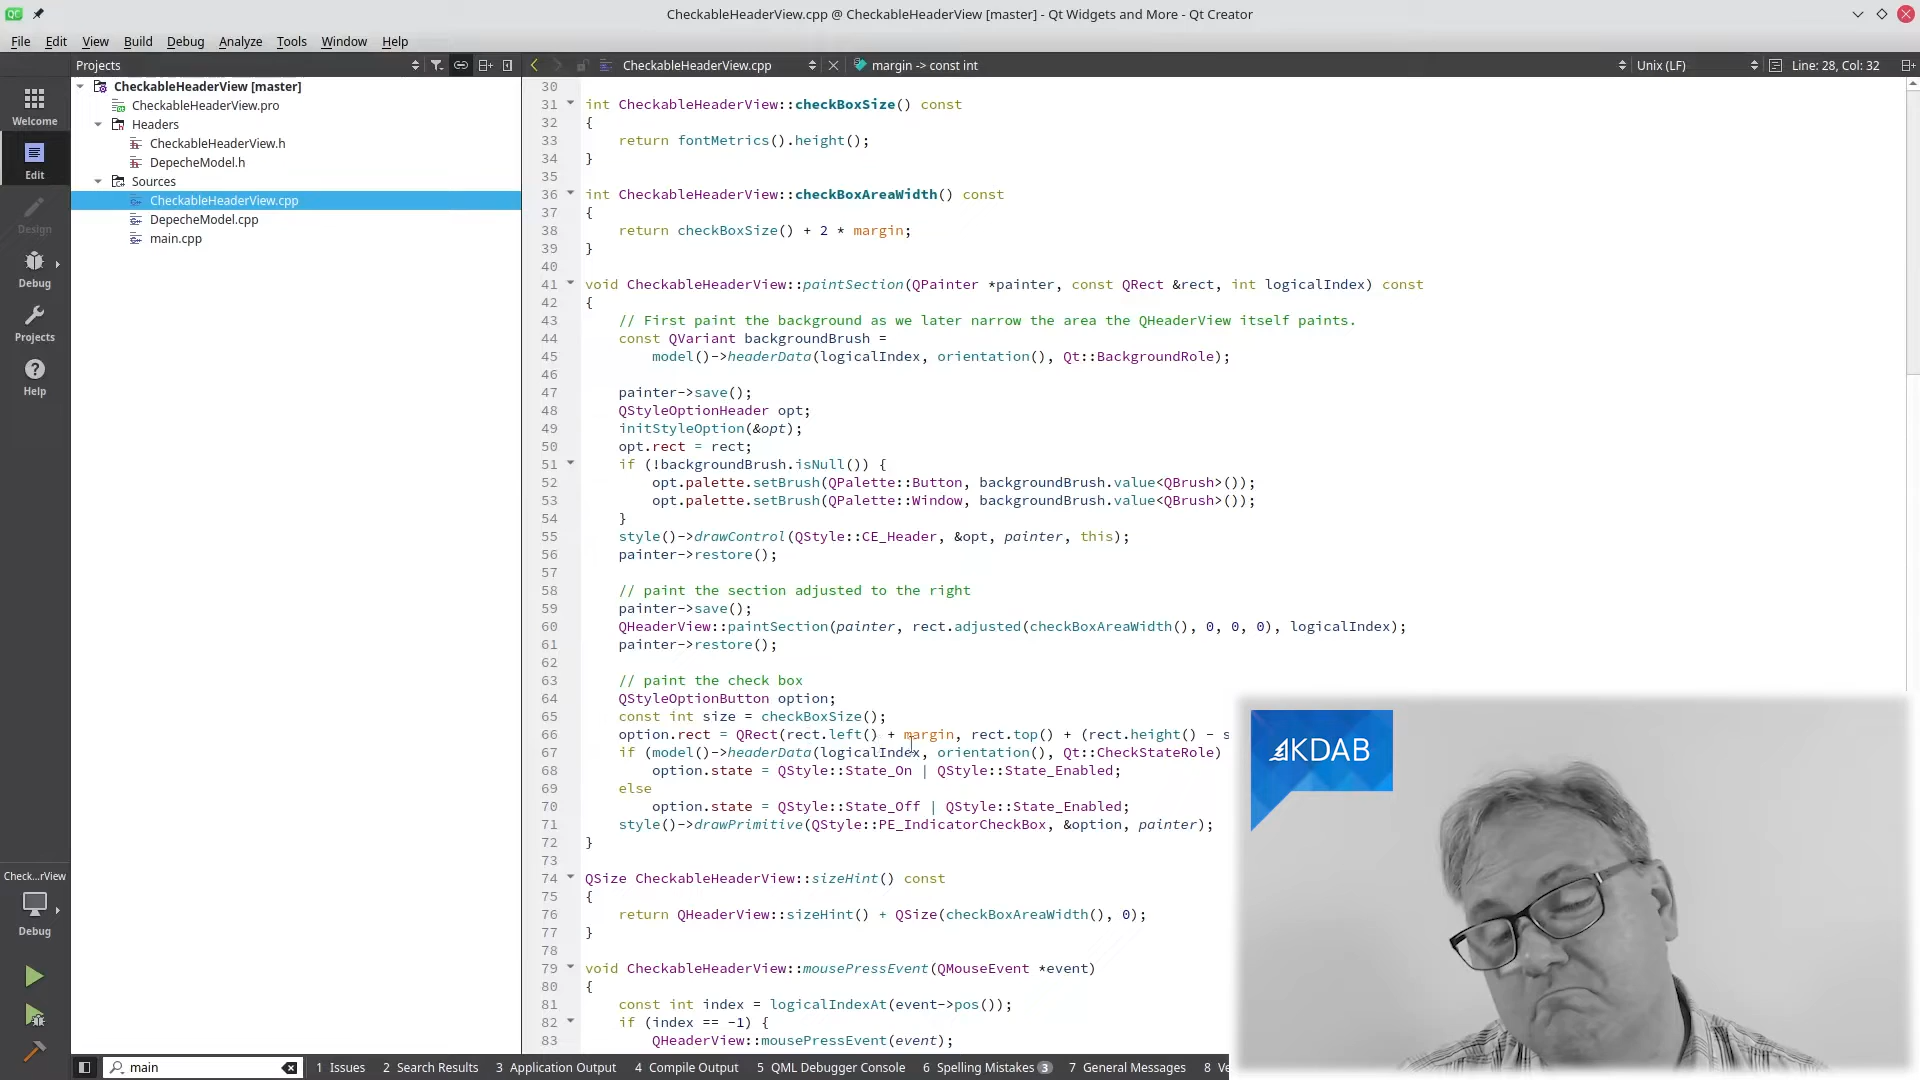 CheckableHeaderView.cpp @ CheckableHeaderView [master] - Qt Widgets and More - Qt Creator
File Edit View Build Debug Analyze Tools Window Help
Projects
CheckableHeaderView.cpp
margin -> const int
Unix (LF)
Line: 28, Col: 32
Welcome
Edit
Design
Debug
Projects
Help
Check...rView
Debug
CheckableHeaderView [master]
CheckableHeaderView.pro
Headers
CheckableHeaderView.h
DepecheModel.h
Sources
CheckableHeaderView.cpp
DepecheModel.cpp
main.cpp
30
31 int CheckableHeaderView::checkBoxSize() const
32 {
33     return fontMetrics().height();
34 }
35
36 int CheckableHeaderView::checkBoxAreaWidth() const
37 {
38     return checkBoxSize() + 2 * margin;
39 }
40
41 void CheckableHeaderView::paintSection(QPainter *painter, const QRect &rect, int logicalIndex) const
42 {
43     // First paint the background as we later narrow the area the QHeaderView itself paints.
44     const QVariant backgroundBrush =
45         model()->headerData(logicalIndex, orientation(), Qt::BackgroundRole);
46
47     painter->save();
48     QStyleOptionHeader opt;
49     initStyleOption(&opt);
50     opt.rect = rect;
51     if (!backgroundBrush.isNull()) {
52         opt.palette.setBrush(QPalette::Button, backgroundBrush.value<QBrush>());
53         opt.palette.setBrush(QPalette::Window, backgroundBrush.value<QBrush>());
54     }
55     style()->drawControl(QStyle::CE_Header, &opt, painter, this);
56     painter->restore();
57
58     // paint the section adjusted to the right
59     painter->save();
60     QHeaderView::paintSection(painter, rect.adjusted(checkBoxAreaWidth(), 0, 0, 0), logicalIndex);
61     painter->restore();
62
63     // paint the check box
64     QStyleOptionButton option;
65     const int size = checkBoxSize();
66     option.rect = QRect(rect.left() + margin, rect.top() + (rect.height() - s
67     if (model()->headerData(logicalIndex, orientation(), Qt::CheckStateRole)
68         option.state = QStyle::State_On | QStyle::State_Enabled;
69     else
70         option.state = QStyle::State_Off | QStyle::State_Enabled;
71     style()->drawPrimitive(QStyle::PE_IndicatorCheckBox, &option, painter);
72 }
73
74 QSize CheckableHeaderView::sizeHint() const
75 {
76     return QHeaderView::sizeHint() + QSize(checkBoxAreaWidth(), 0);
77 }
78
79 void CheckableHeaderView::mousePressEvent(QMouseEvent *event)
80 {
81     const int index = logicalIndexAt(event->pos());
82     if (index == -1) {
83         QHeaderView::mousePressEvent(event);
KDAB
main
1 Issues 2 Search Results 3 Application Output 4 Compile Output 5 QML Debugger Console 6 Spelling Mistakes 3 7 General Messages 8 Ve